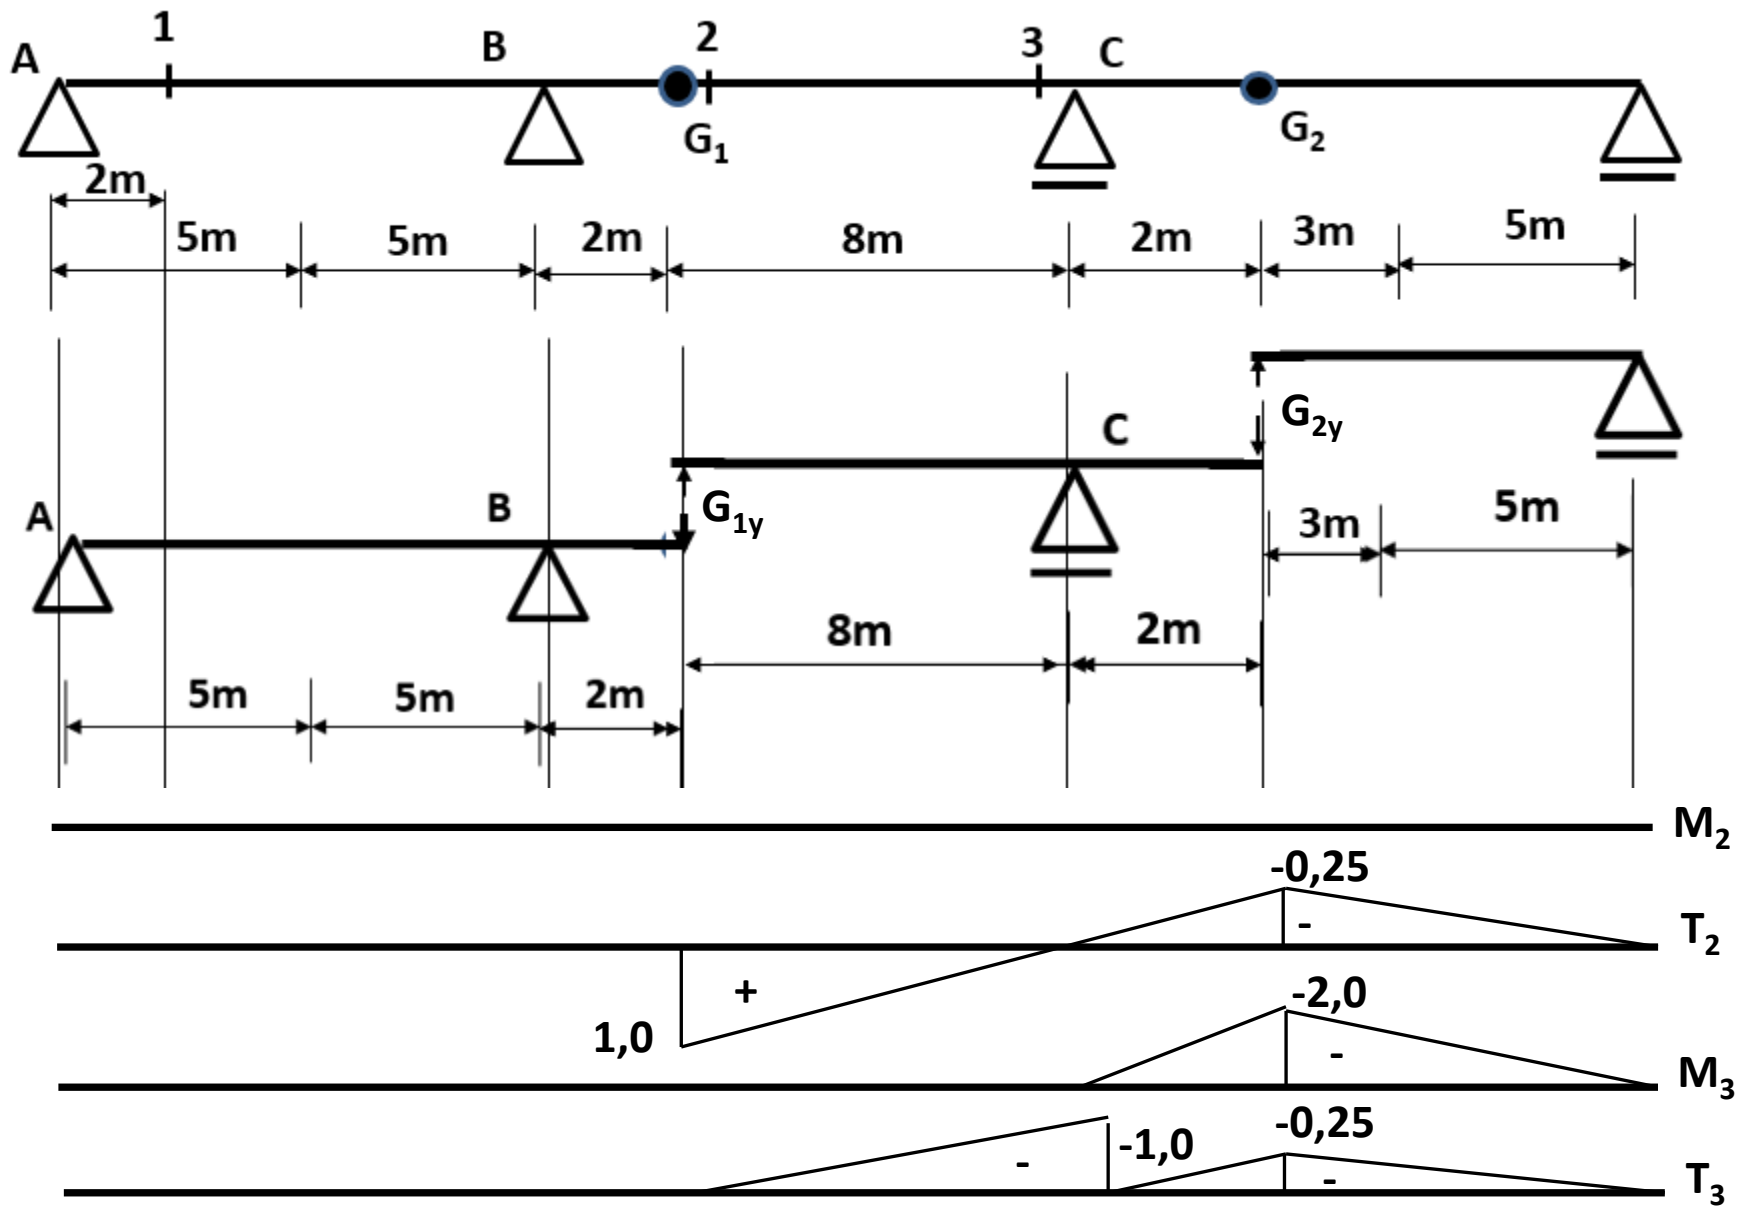 A 1 B 2 3 C
G1 G2
2m
5m 5m 2m 8m 2m 3m 5m
C G2y
A B G1y 3m 5m
8m 2m
5m 5m 2m
M2
-0,25
- T2
+
1,0 -2,0
- M3
-0,25
- -1,0 - T3